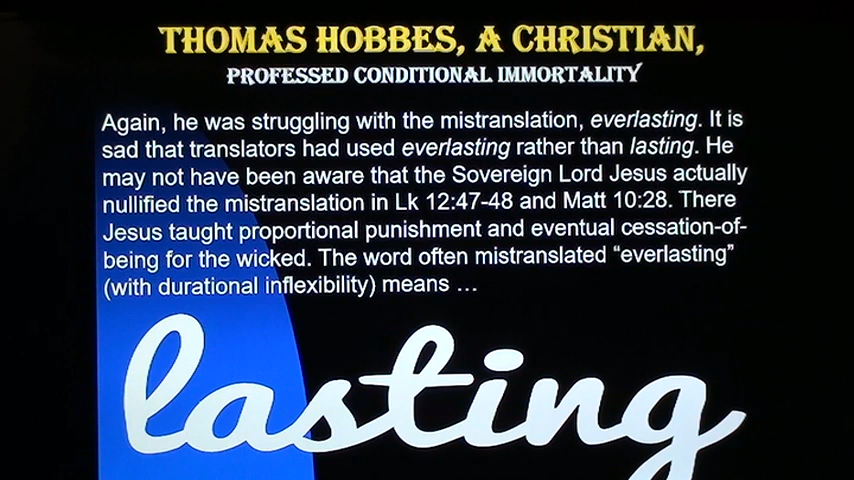 THOMAS HOBBES, A CHRISTIAN,
PROFESSED CONDITIONAL IMMORTALITY
Again, he was struggling with the mistranslation, everlasting. It is
sad that translators had used everlasting rather than lasting. He
may not have been aware that the Sovereign Lord Jesus actually
nullified the mistranslation in Lk 12:47-48 and Matt 10:28. There
Jesus taught proportional punishment and eventual cessation-of-
being for the wicked. The word often mistranslated “everlasting”
(with durational inflexibility) means …
lasting